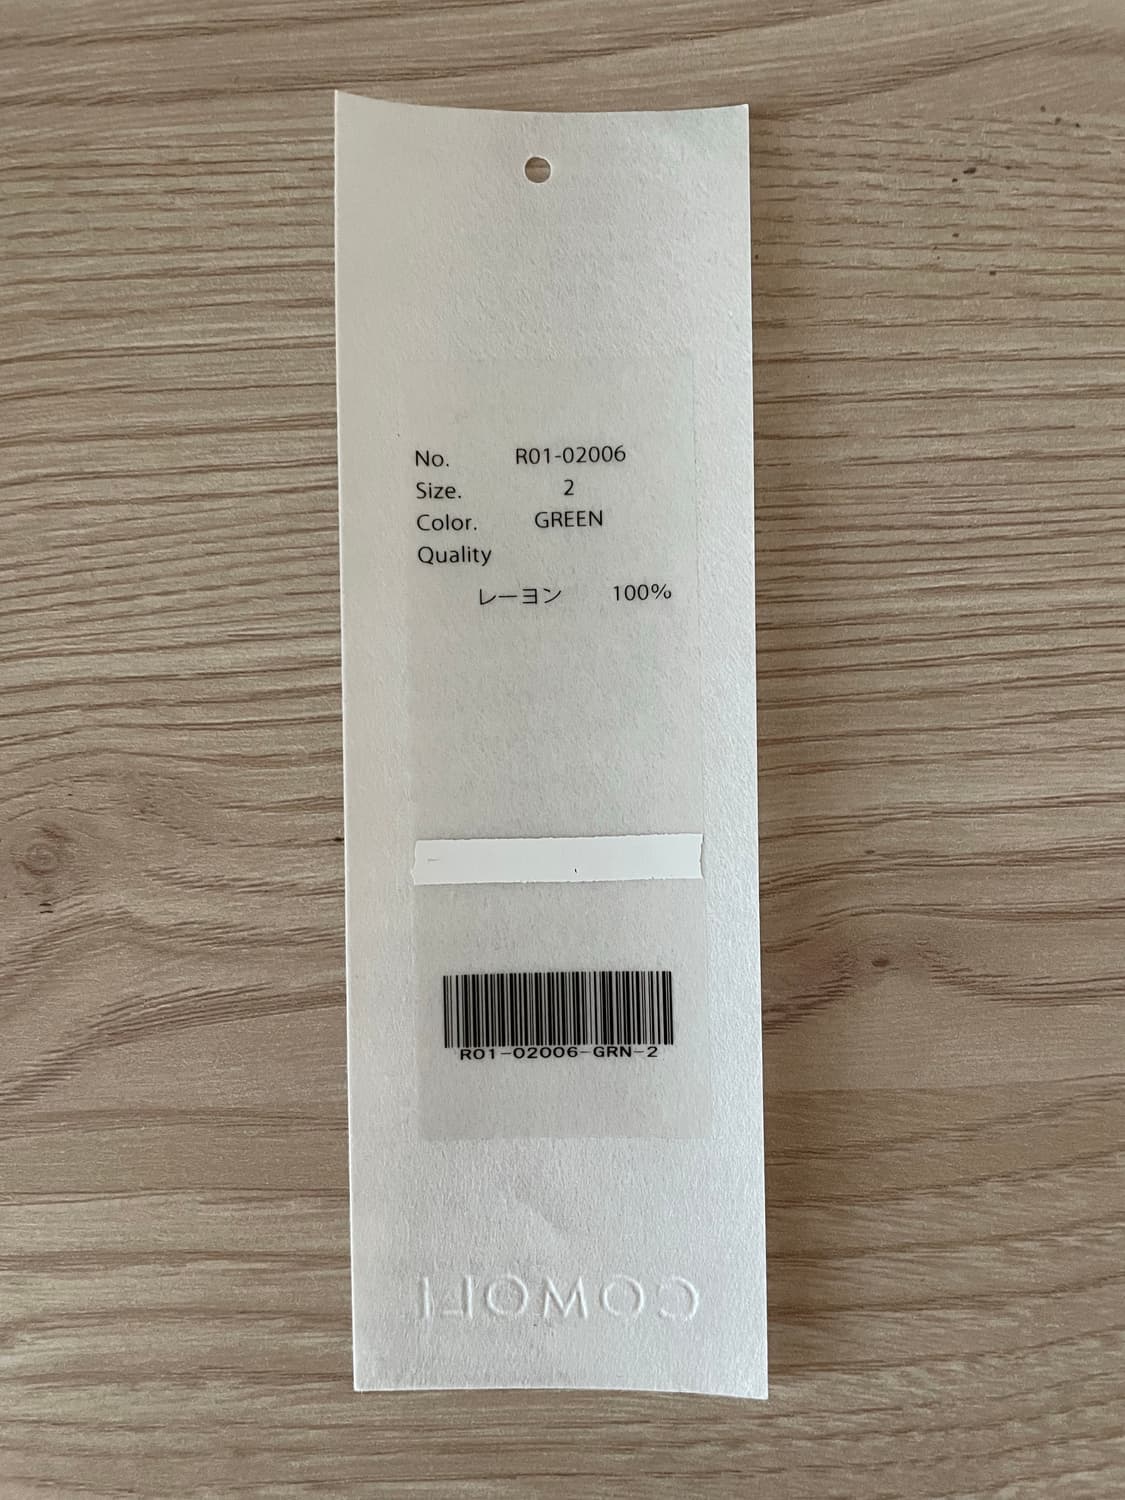 No. R01-02006
Size. 2
Color. GREEN
Quality
レーヨン 100%
R01-02006-GRN-2
COMOLI